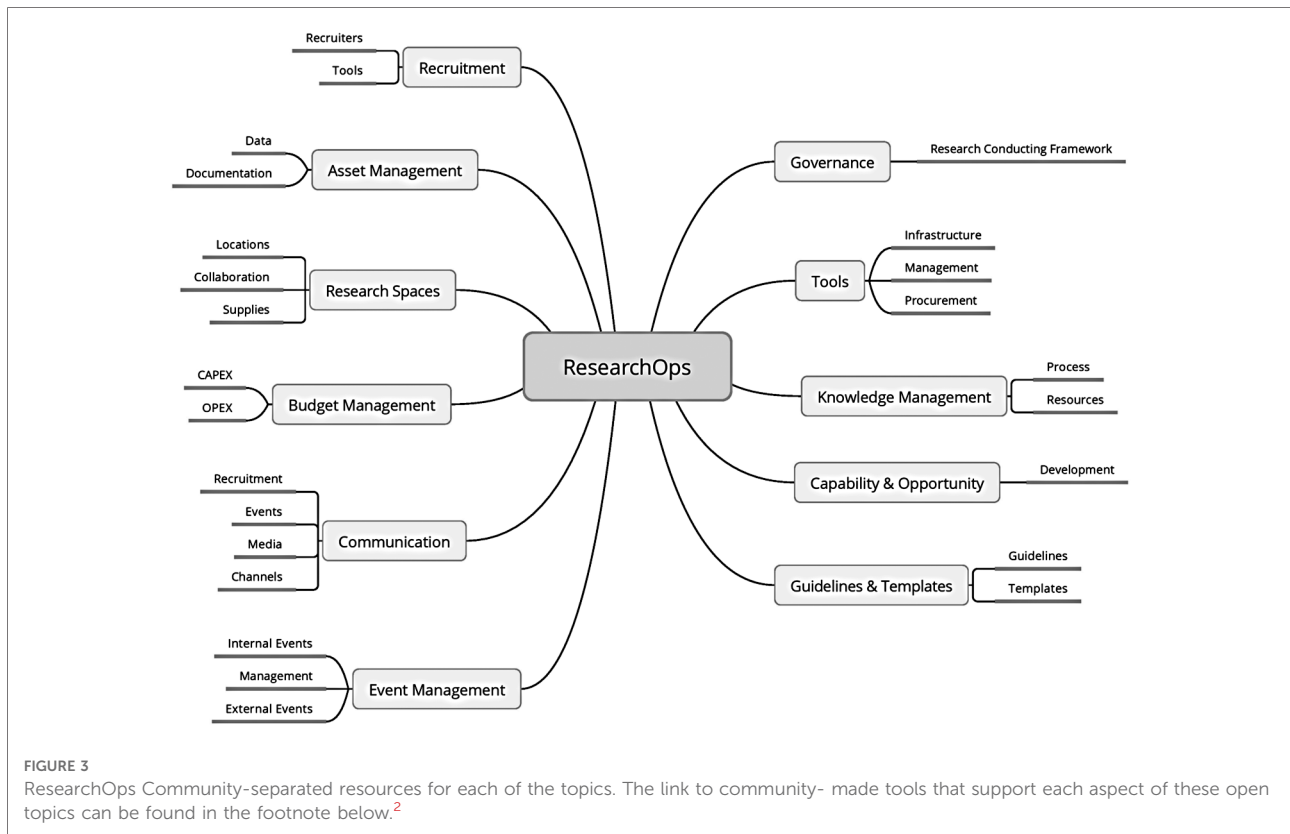 Recruiters
Tools
Recruitment
Data
Documentation
Asset Management
Locations
Collaboration
Supplies
Research Spaces
CAPEX
OPEX
Budget Management
Recruitment
Events
Media
Channels
Communication
Internal Events
Management
External Events
Event Management
ResearchOps
Governance
Research Conducting Framework
Tools
Infrastructure
Management
Procurement
Knowledge Management
Process
Resources
Capability & Opportunity
Development
Guidelines & Templates
Guidelines
Templates
FIGURE 3
ResearchOps Community-separated resources for each of the topics. The link to community- made tools that support each aspect of these open
topics can be found in the footnote below.2